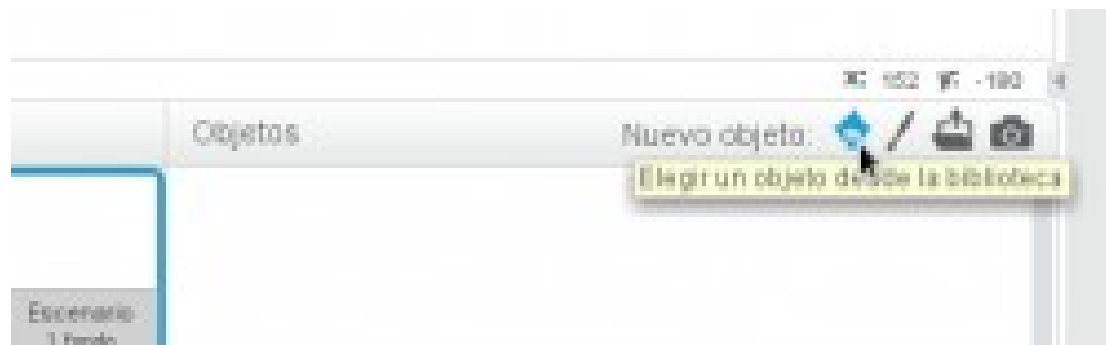 x: 152 y: -180
Objetos
Nuevo objeto:
Elegir un objeto desde la biblioteca
Escenario
1 fondo